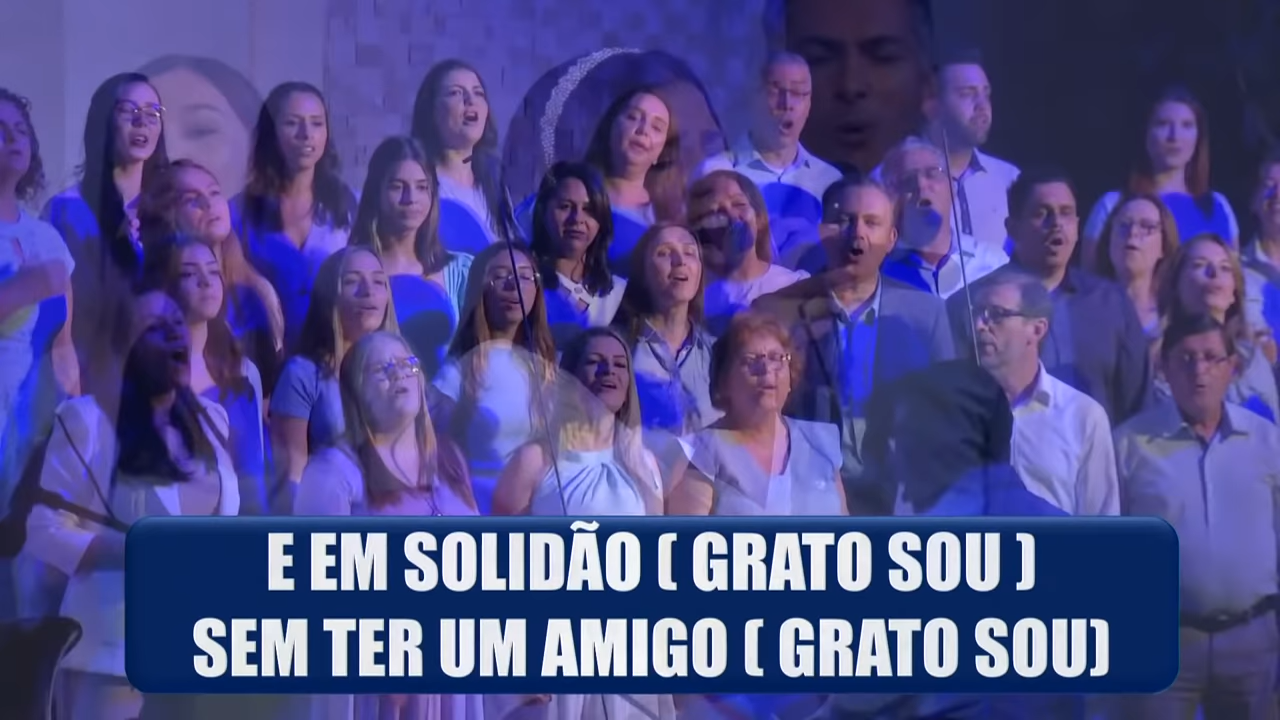 E EM SOLIDÃO ( GRATO SOU )
SEM TER UM AMIGO ( GRATO SOU)